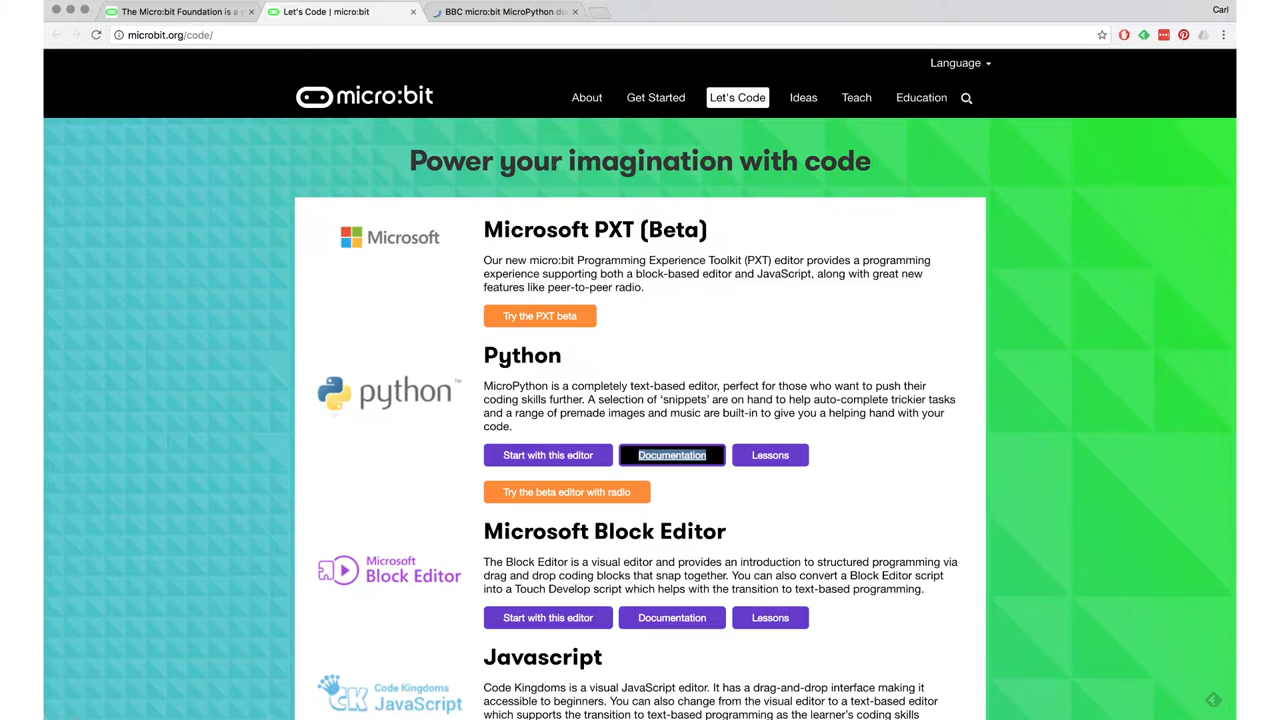 The Micro:bit Foundation is a
Let's Code | micro:bit
BBC micro:bit MicroPython do
Carl
microbit.org/code/
Language
micro:bit
About
Get Started
Let's Code
Ideas
Teach
Education
Power your imagination with code
Microsoft
Microsoft PXT (Beta)
Our new micro:bit Programming Experience Toolkit (PXT) editor provides a programming
experience supporting both a block-based editor and JavaScript, along with great new
features like peer-to-peer radio.
Try the PXT beta
python™
Python
MicroPython is a completely text-based editor, perfect for those who want to push their
coding skills further. A selection of ‘snippets’ are on hand to help auto-complete trickier tasks
and a range of premade images and music are built-in to give you a helping hand with your
code.
Start with this editor
Documentation
Lessons
Try the beta editor with radio
Microsoft
Block Editor
Microsoft Block Editor
The Block Editor is a visual editor and provides an introduction to structured programming via
drag and drop coding blocks that snap together. You can also convert a Block Editor script
into a Touch Develop script which helps with the transition to text-based programming.
Start with this editor
Documentation
Lessons
CK
Code Kingdoms
JavaScript
Javascript
Code Kingdoms is a visual JavaScript editor. It has a drag-and-drop interface making it
accessible to beginners. You can also change from the visual editor to a text-based editor
which supports the transition to text-based programming as the learner's coding skills